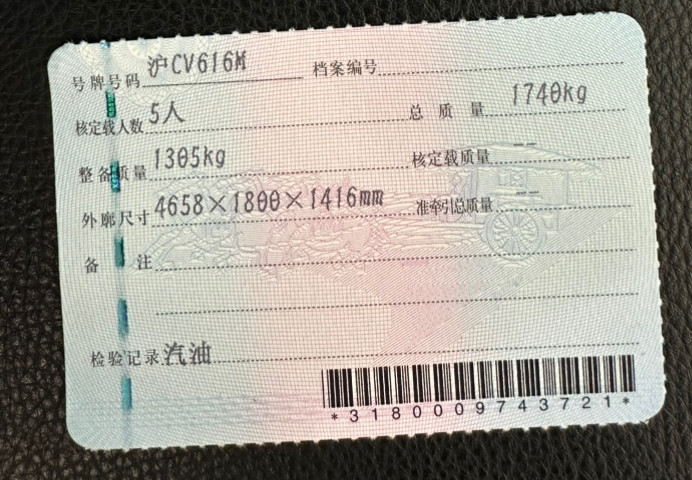 号牌号码 沪CV616M 档案编号
核定载人数 5人 总质量 1740kg
整备质量 1305kg 核定载质量 --
外廓尺寸 4658×1800×1416mm 准牵引总质量 --
备注
检验记录 汽油
*3180009743721*